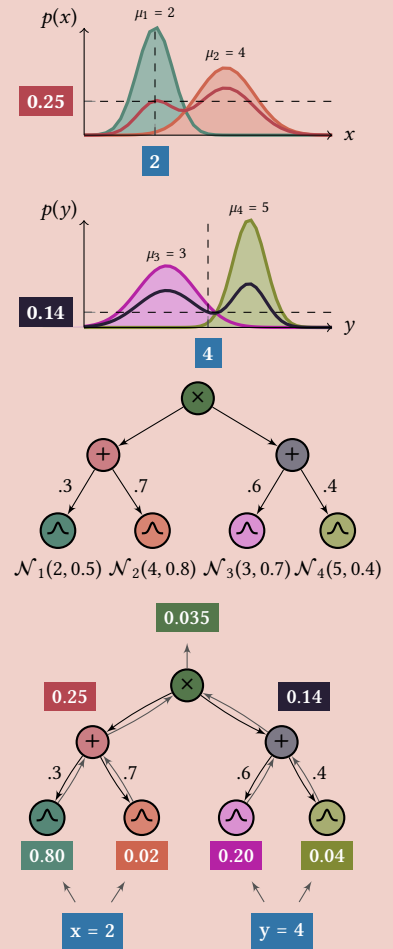 p(x)
μ₁ = 2
μ₂ = 4
0.25
x
2
p(y)
μ₄ = 5
μ₃ = 3
0.14
y
4
×
+ +
.3 .7 .6 .4
𝒩₁(2, 0.5) 𝒩₂(4, 0.8) 𝒩₃(3, 0.7) 𝒩₄(5, 0.4)
0.035
×
0.25 0.14
+ +
.3 .7 .6 .4
0.80 0.02 0.20 0.04
x = 2 y = 4